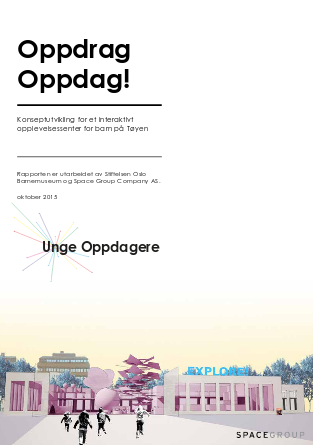 Oppdrag
Oppdag!
Konseptutvikling for et interaktivt
opplevelsessenter for barn på Tøyen
Rapporten er utarbeidet av Stiftelsen Oslo
Barnemuseum og Space Group Company AS.
oktober 2015
Unge Oppdagere
EXPLORE!
SPACEGROUP